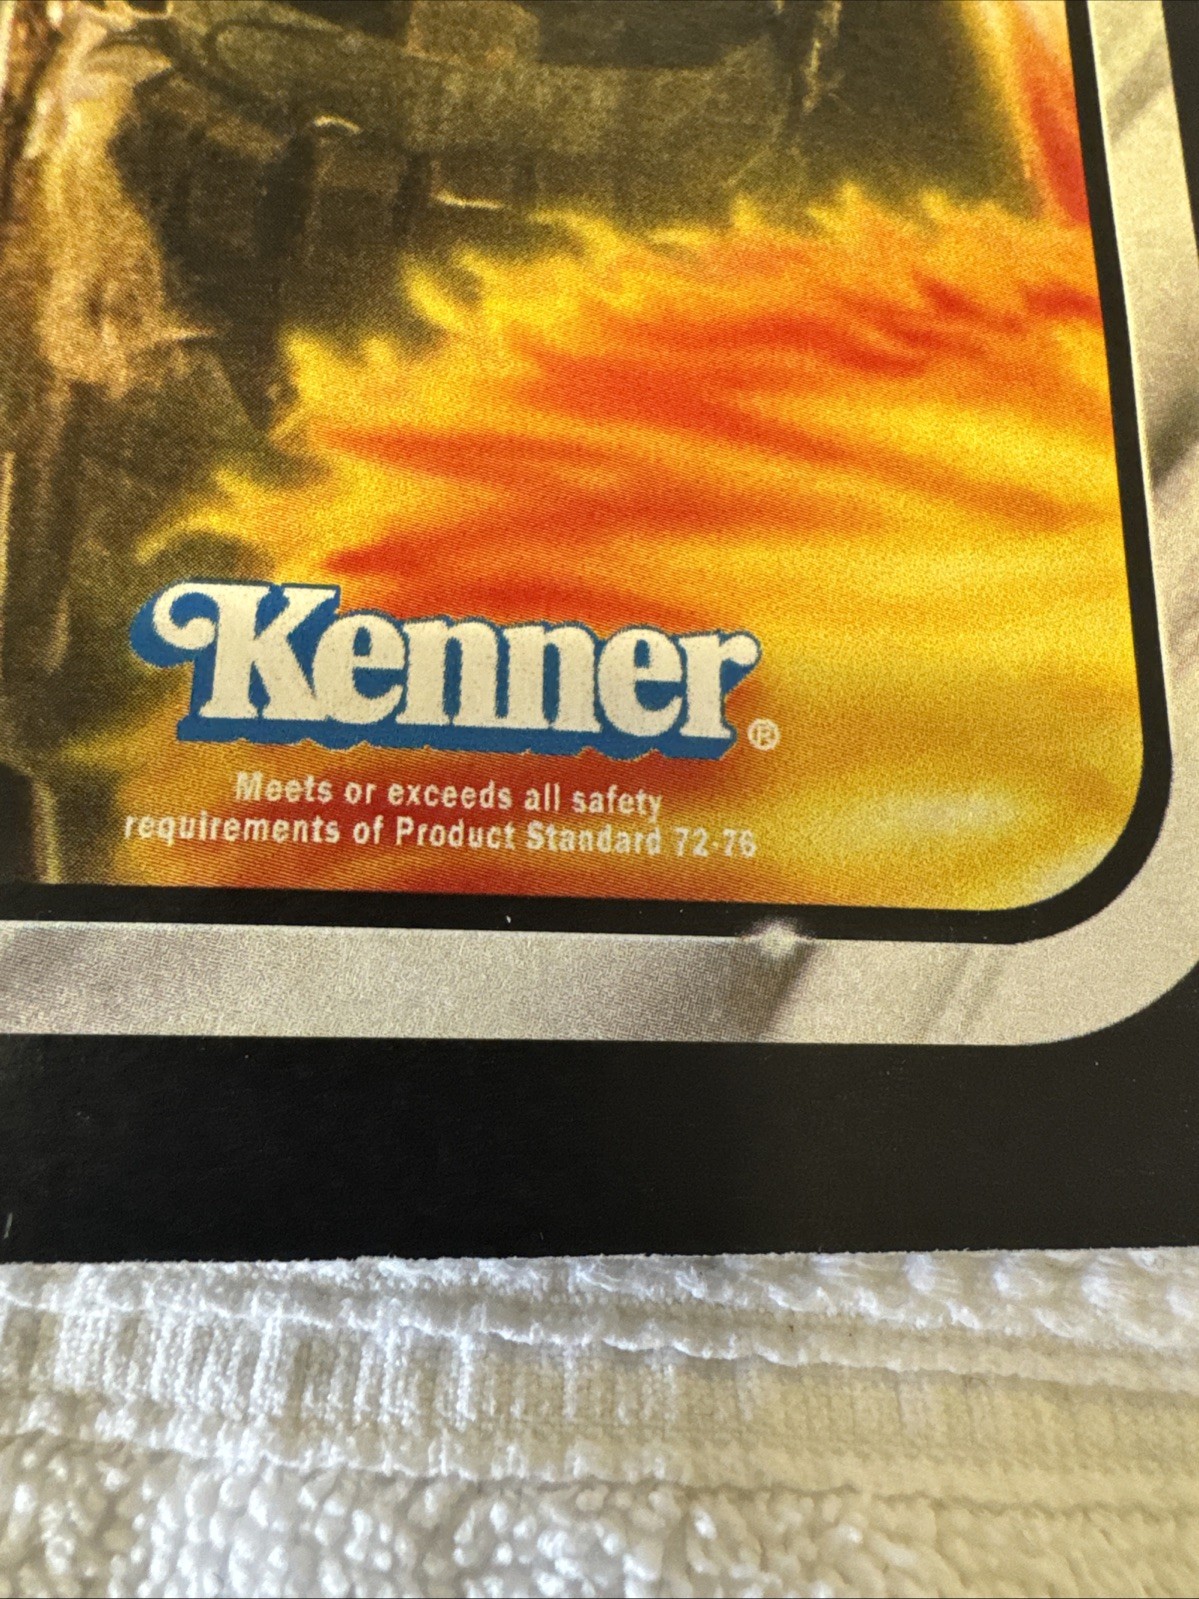 Kenner®
Meets or exceeds all safety
requirements of Product Standard 72-76